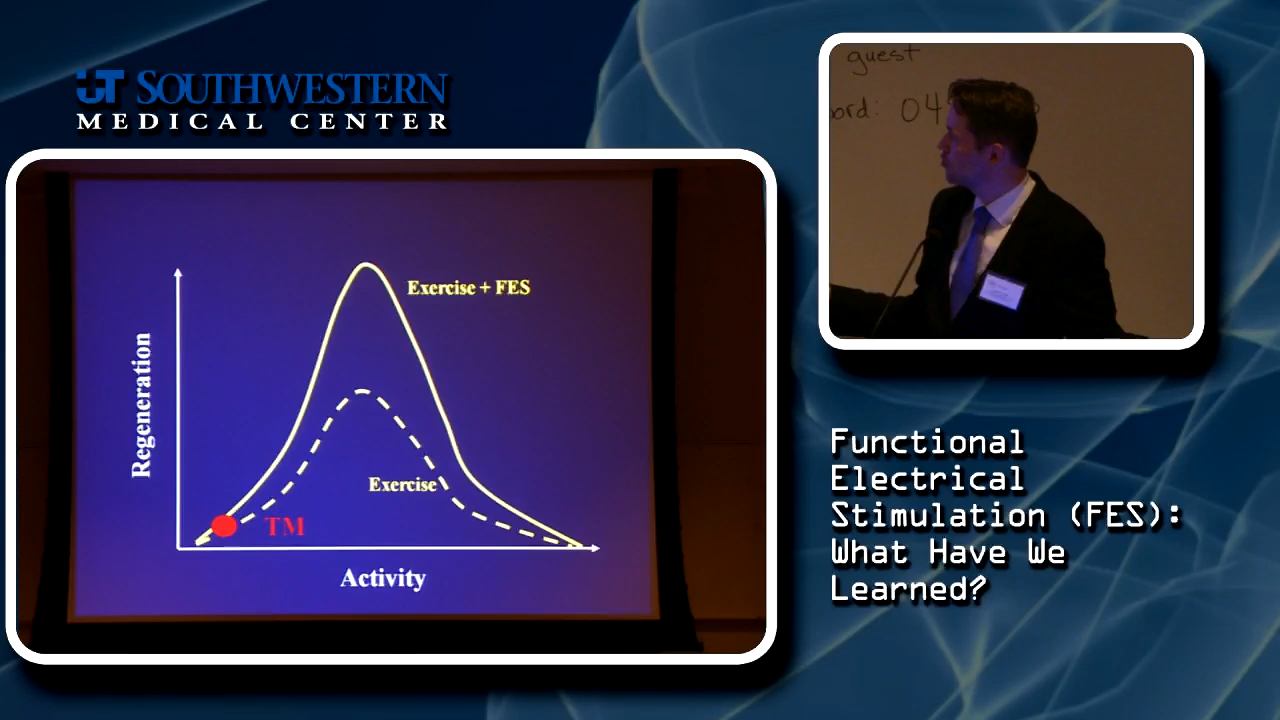 UT SOUTHWESTERN
MEDICAL CENTER
guest
04
Exercise + FES
Regeneration
Exercise
TM
Activity
Functional
Electrical
Stimulation (FES):
What Have We
Learned?